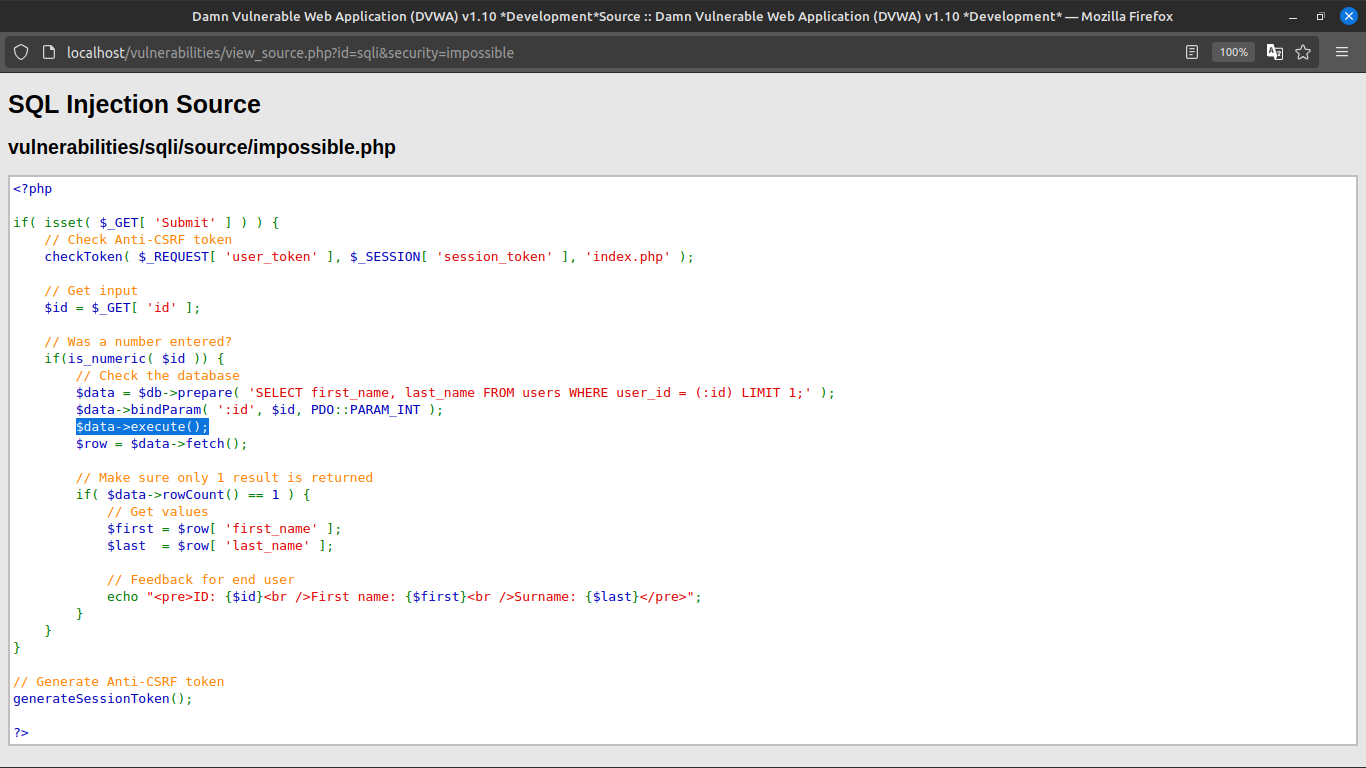 Damn Vulnerable Web Application (DVWA) v1.10 *Development*Source :: Damn Vulnerable Web Application (DVWA) v1.10 *Development* — Mozilla Firefox
localhost/vulnerabilities/view_source.php?id=sqli&security=impossible 100%
SQL Injection Source
vulnerabilities/sqli/source/impossible.php
<?php
if( isset( $_GET[ 'Submit' ] ) ) {
    // Check Anti-CSRF token
    checkToken( $_REQUEST[ 'user_token' ], $_SESSION[ 'session_token' ], 'index.php' );
    // Get input
    $id = $_GET[ 'id' ];
    // Was a number entered?
    if(is_numeric( $id )) {
        // Check the database
        $data = $db->prepare( 'SELECT first_name, last_name FROM users WHERE user_id = (:id) LIMIT 1;' );
        $data->bindParam( ':id', $id, PDO::PARAM_INT );
        $data->execute();
        $row = $data->fetch();
        // Make sure only 1 result is returned
        if( $data->rowCount() == 1 ) {
            // Get values
            $first = $row[ 'first_name' ];
            $last  = $row[ 'last_name' ];
            // Feedback for end user
            echo "<pre>ID: {$id}<br />First name: {$first}<br />Surname: {$last}</pre>";
        }
    }
}
// Generate Anti-CSRF token
generateSessionToken();
?>